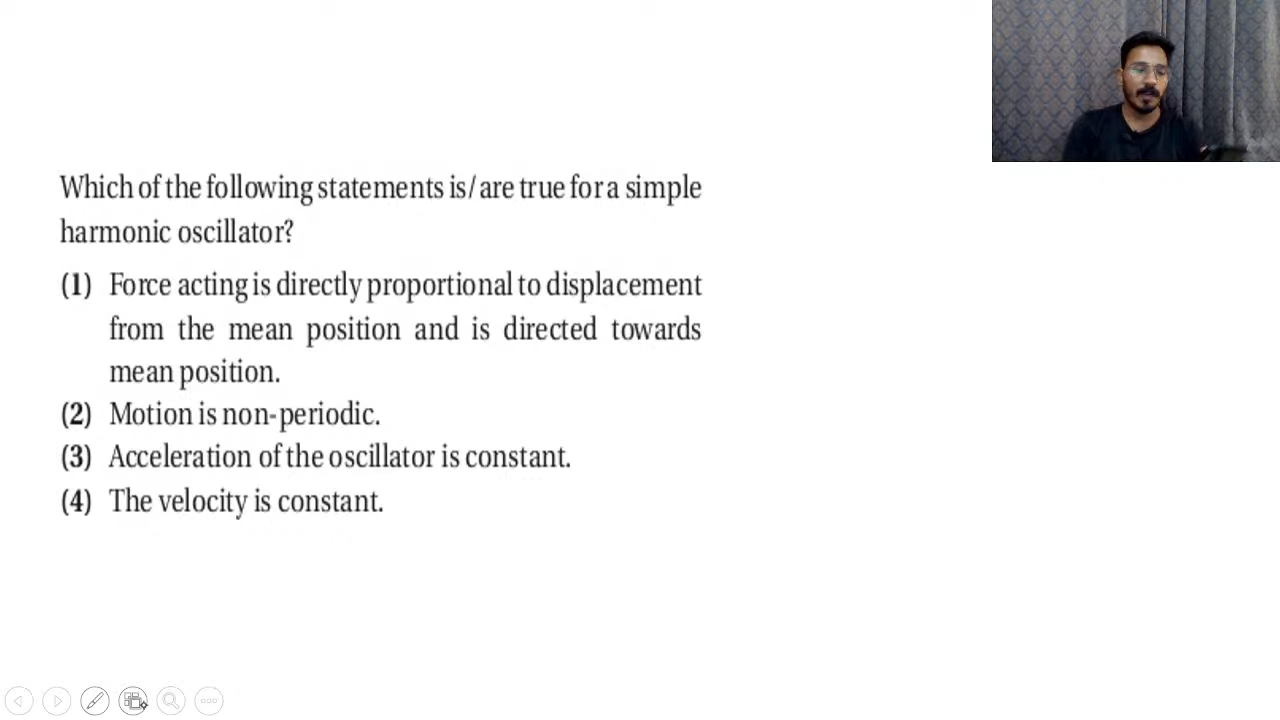 Which of the following statements is/are true for a simple
harmonic oscillator?
(1) Force acting is directly proportional to displacement
from the mean position and is directed towards
mean position.
(2) Motion is non-periodic.
(3) Acceleration of the oscillator is constant.
(4) The velocity is constant.